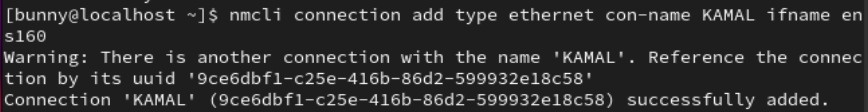 [bunny@localhost ~]$ nmcli connection add type ethernet con-name KAMAL ifname en
s160
Warning: There is another connection with the name 'KAMAL'. Reference the connec
tion by its uuid '9ce6dbf1-c25e-416b-86d2-599932e18c58'
Connection 'KAMAL' (9ce6dbf1-c25e-416b-86d2-599932e18c58) successfully added.